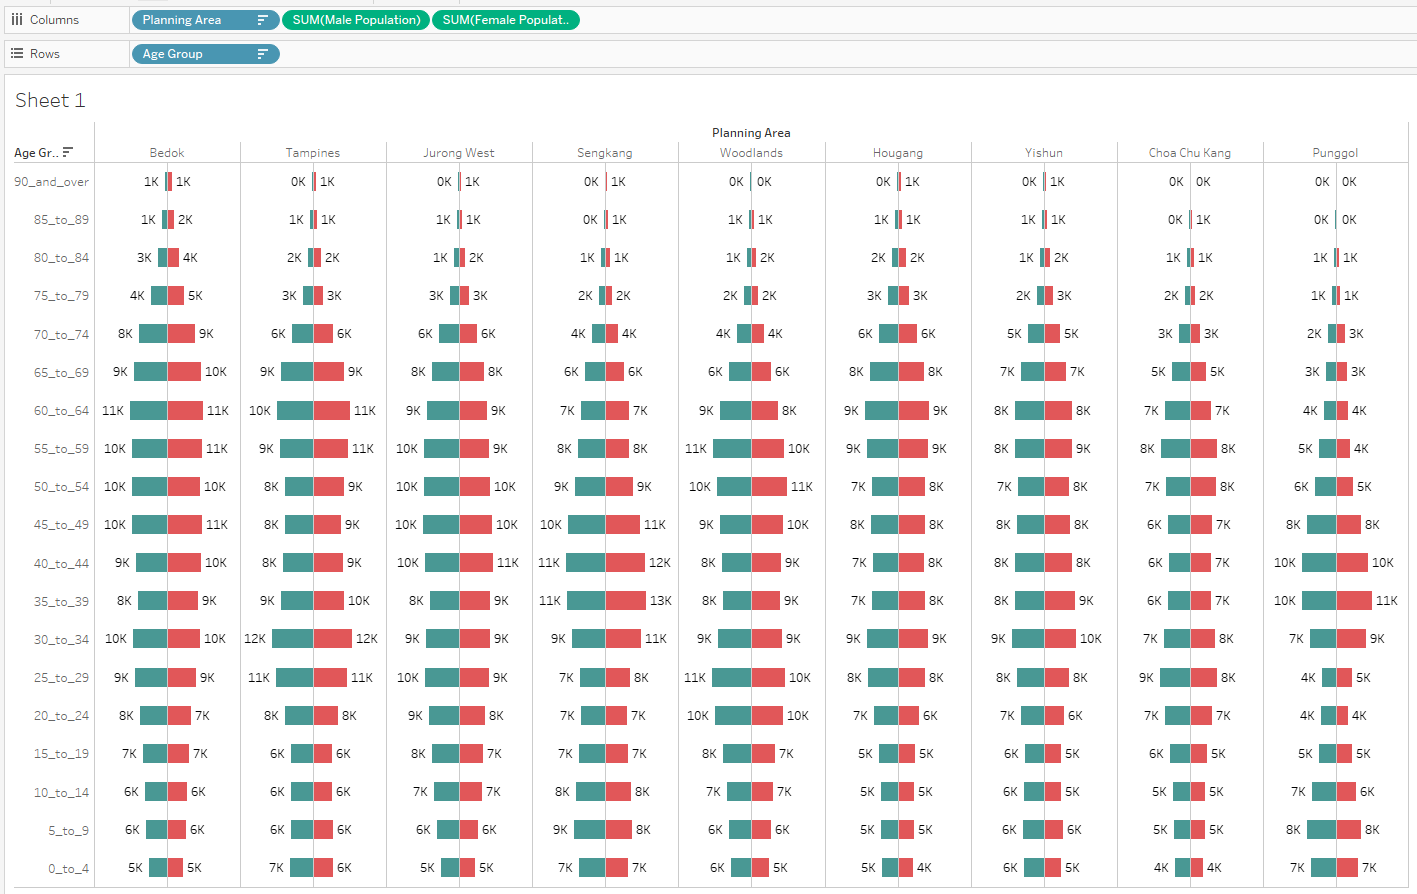 Columns Planning Area SUM(Male Population) SUM(Female Populat..
Rows Age Group
Sheet 1
Planning Area
Age Gr.. Bedok Tampines Jurong West Sengkang Woodlands Hougang Yishun Choa Chu Kang Punggol
90_and_over 1K 1K 0K 1K 0K 1K 0K 1K 0K 0K 0K 1K 0K 1K 0K 0K 0K 0K
85_to_89 1K 2K 1K 1K 1K 1K 0K 1K 1K 1K 1K 1K 1K 1K 0K 1K 0K 0K
80_to_84 3K 4K 2K 2K 1K 2K 1K 1K 1K 2K 2K 2K 1K 2K 1K 1K 1K 1K
75_to_79 4K 5K 3K 3K 3K 3K 2K 2K 2K 2K 3K 3K 2K 3K 2K 2K 1K 1K
70_to_74 8K 9K 6K 6K 6K 6K 4K 4K 4K 4K 6K 6K 5K 5K 3K 3K 2K 3K
65_to_69 9K 10K 9K 9K 8K 8K 6K 6K 6K 6K 8K 8K 7K 7K 5K 5K 3K 3K
60_to_64 11K 11K 10K 11K 9K 9K 7K 7K 9K 8K 9K 9K 8K 8K 7K 7K 4K 4K
55_to_59 10K 11K 9K 11K 10K 9K 8K 8K 11K 10K 9K 9K 8K 9K 8K 8K 5K 4K
50_to_54 10K 10K 8K 9K 10K 10K 9K 9K 10K 11K 7K 8K 7K 8K 7K 8K 6K 5K
45_to_49 10K 11K 8K 9K 10K 10K 10K 11K 9K 10K 8K 8K 8K 8K 6K 7K 8K 8K
40_to_44 9K 10K 8K 9K 10K 11K 11K 12K 8K 9K 7K 8K 8K 8K 6K 7K 10K 10K
35_to_39 8K 9K 9K 10K 8K 9K 11K 13K 8K 9K 7K 8K 8K 9K 6K 7K 10K 11K
30_to_34 10K 10K 12K 12K 9K 9K 9K 11K 9K 9K 9K 9K 9K 10K 7K 8K 7K 9K
25_to_29 9K 9K 11K 11K 10K 9K 7K 8K 11K 10K 8K 8K 8K 8K 9K 8K 4K 5K
20_to_24 8K 7K 8K 8K 9K 8K 7K 7K 10K 10K 7K 6K 7K 6K 7K 7K 4K 4K
15_to_19 7K 7K 6K 6K 8K 7K 7K 7K 8K 7K 5K 5K 6K 5K 6K 5K 5K 5K
10_to_14 6K 6K 6K 6K 7K 7K 8K 8K 7K 7K 5K 5K 6K 5K 5K 5K 7K 6K
5_to_9 6K 6K 6K 6K 6K 6K 9K 8K 6K 6K 5K 5K 6K 6K 5K 5K 8K 8K
0_to_4 5K 5K 7K 6K 5K 5K 7K 7K 6K 5K 5K 4K 6K 5K 4K 4K 7K 7K